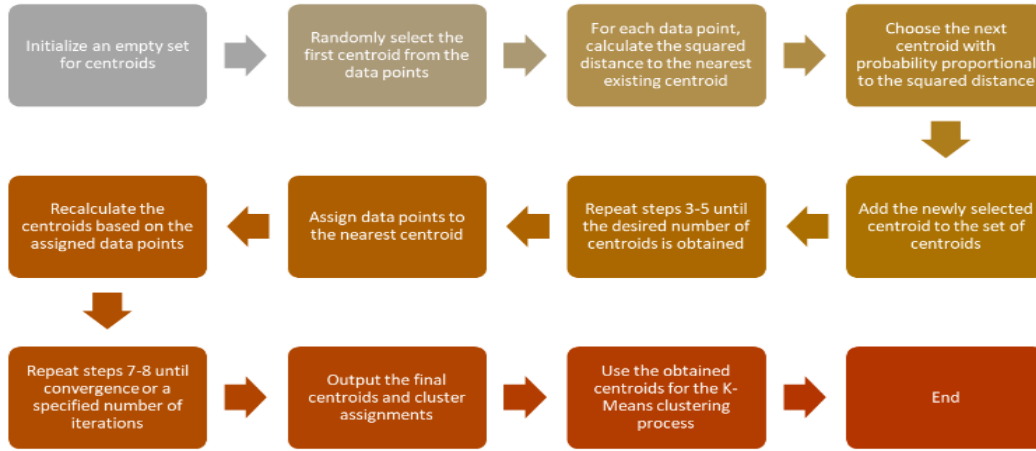 Initialize an empty set
for centroids
Randomly select the
first centroid from the
data points
For each data point,
calculate the squared
distance to the nearest
existing centroid
Choose the next
centroid with
probability proportional
to the squared distance
Add the newly selected
centroid to the set of
centroids
Repeat steps 3-5 until
the desired number of
centroids is obtained
Assign data points to
the nearest centroid
Recalculate the
centroids based on the
assigned data points
Repeat steps 7-8 until
convergence or a
specified number of
iterations
Output the final
centroids and cluster
assignments
Use the obtained
centroids for the K-
Means clustering
process
End